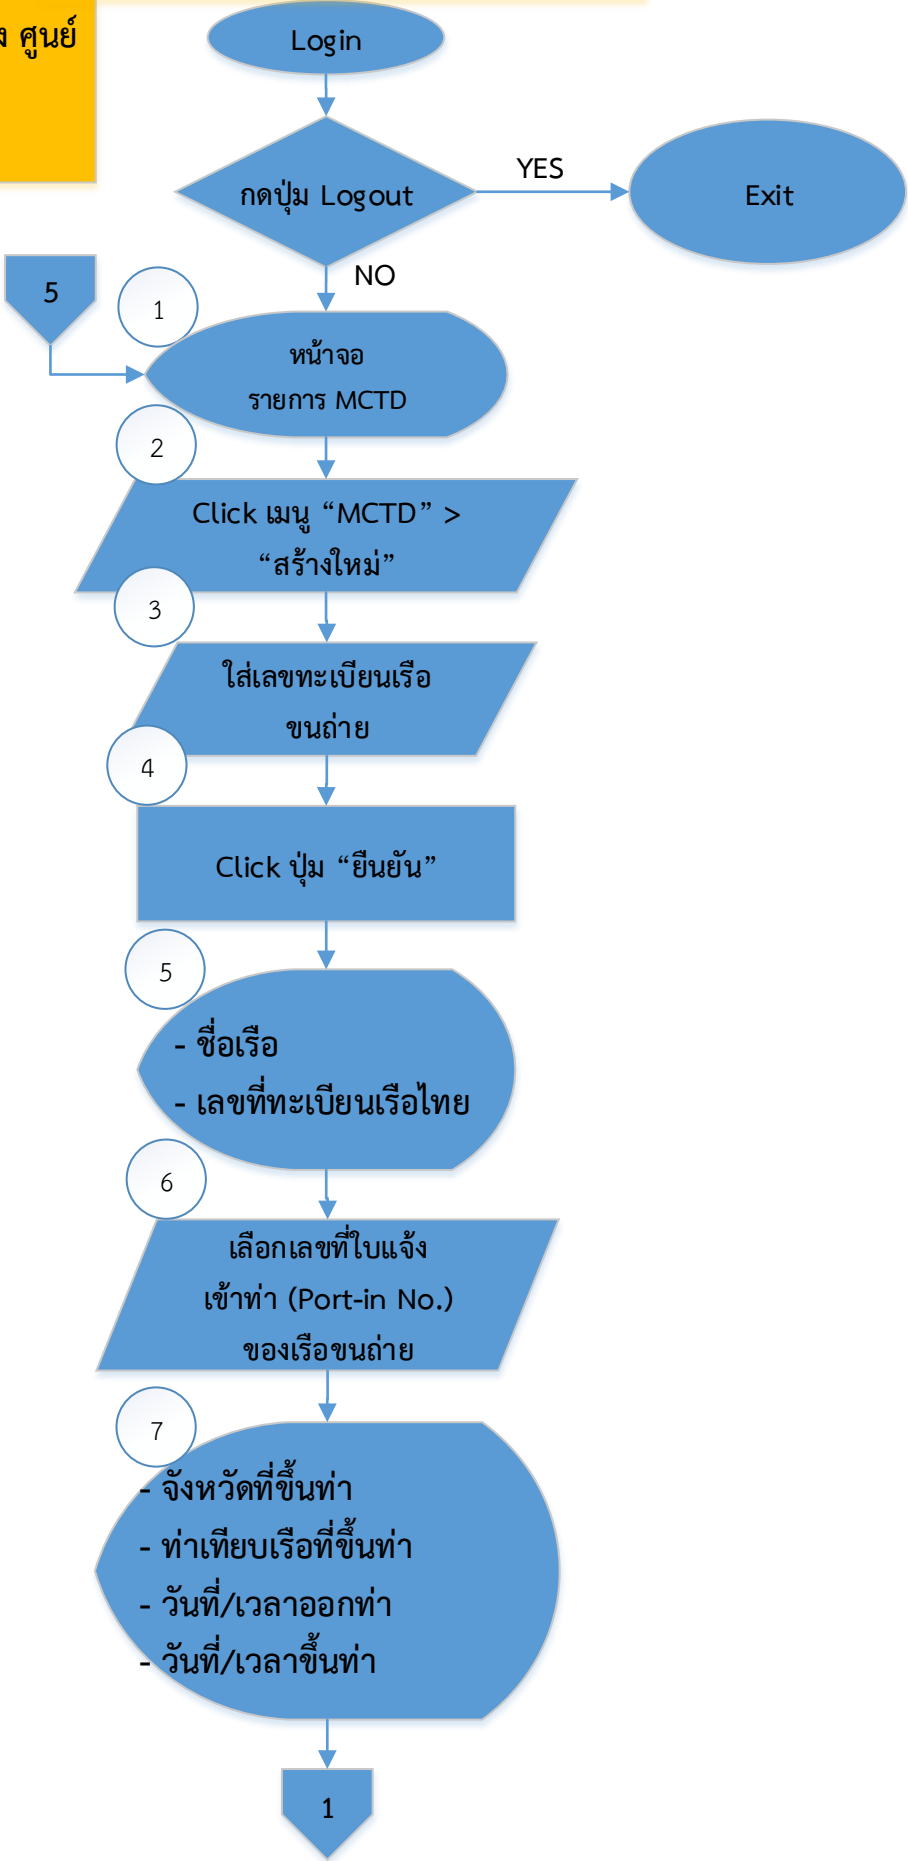 ศูนย์
Login
กดปุ่ม Logout
YES
Exit
NO
5
1
หน้าจอ
รายการ MCTD
2
Click เมนู “MCTD” >
“สร้างใหม่”
3
ใส่เลขทะเบียนเรือ
ขนถ่าย
4
Click ปุ่ม “ยืนยัน”
5
- ชื่อเรือ
- เลขที่ทะเบียนเรือไทย
6
เลือกเลขที่ใบแจ้ง
เข้าท่า (Port-in No.)
ของเรือขนถ่าย
7
- จังหวัดที่ขึ้นท่า
- ท่าเทียบเรือที่ขึ้นท่า
- วันที่/เวลาออกท่า
- วันที่/เวลาขึ้นท่า
1